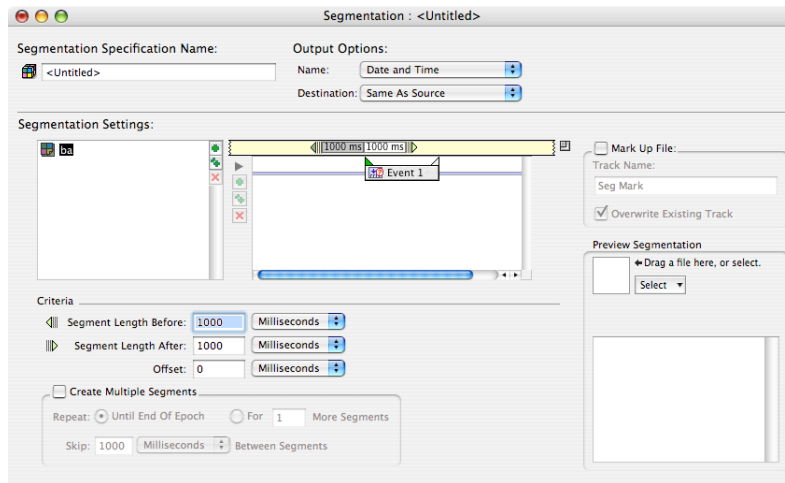 Segmentation : <Untitled>
Segmentation Specification Name:
<Untitled>
Output Options:
Name: Date and Time
Destination: Same As Source
Segmentation Settings:
ba
1000 ms 1000 ms
Event 1
Mark Up File:
Track Name:
Seg Mark
Overwrite Existing Track
Preview Segmentation
Drag a file here, or select.
Select
Criteria
Segment Length Before: 1000 Milliseconds
Segment Length After: 1000 Milliseconds
Offset: 0 Milliseconds
Create Multiple Segments
Repeat: Until End Of Epoch For 1 More Segments
Skip: 1000 Milliseconds Between Segments